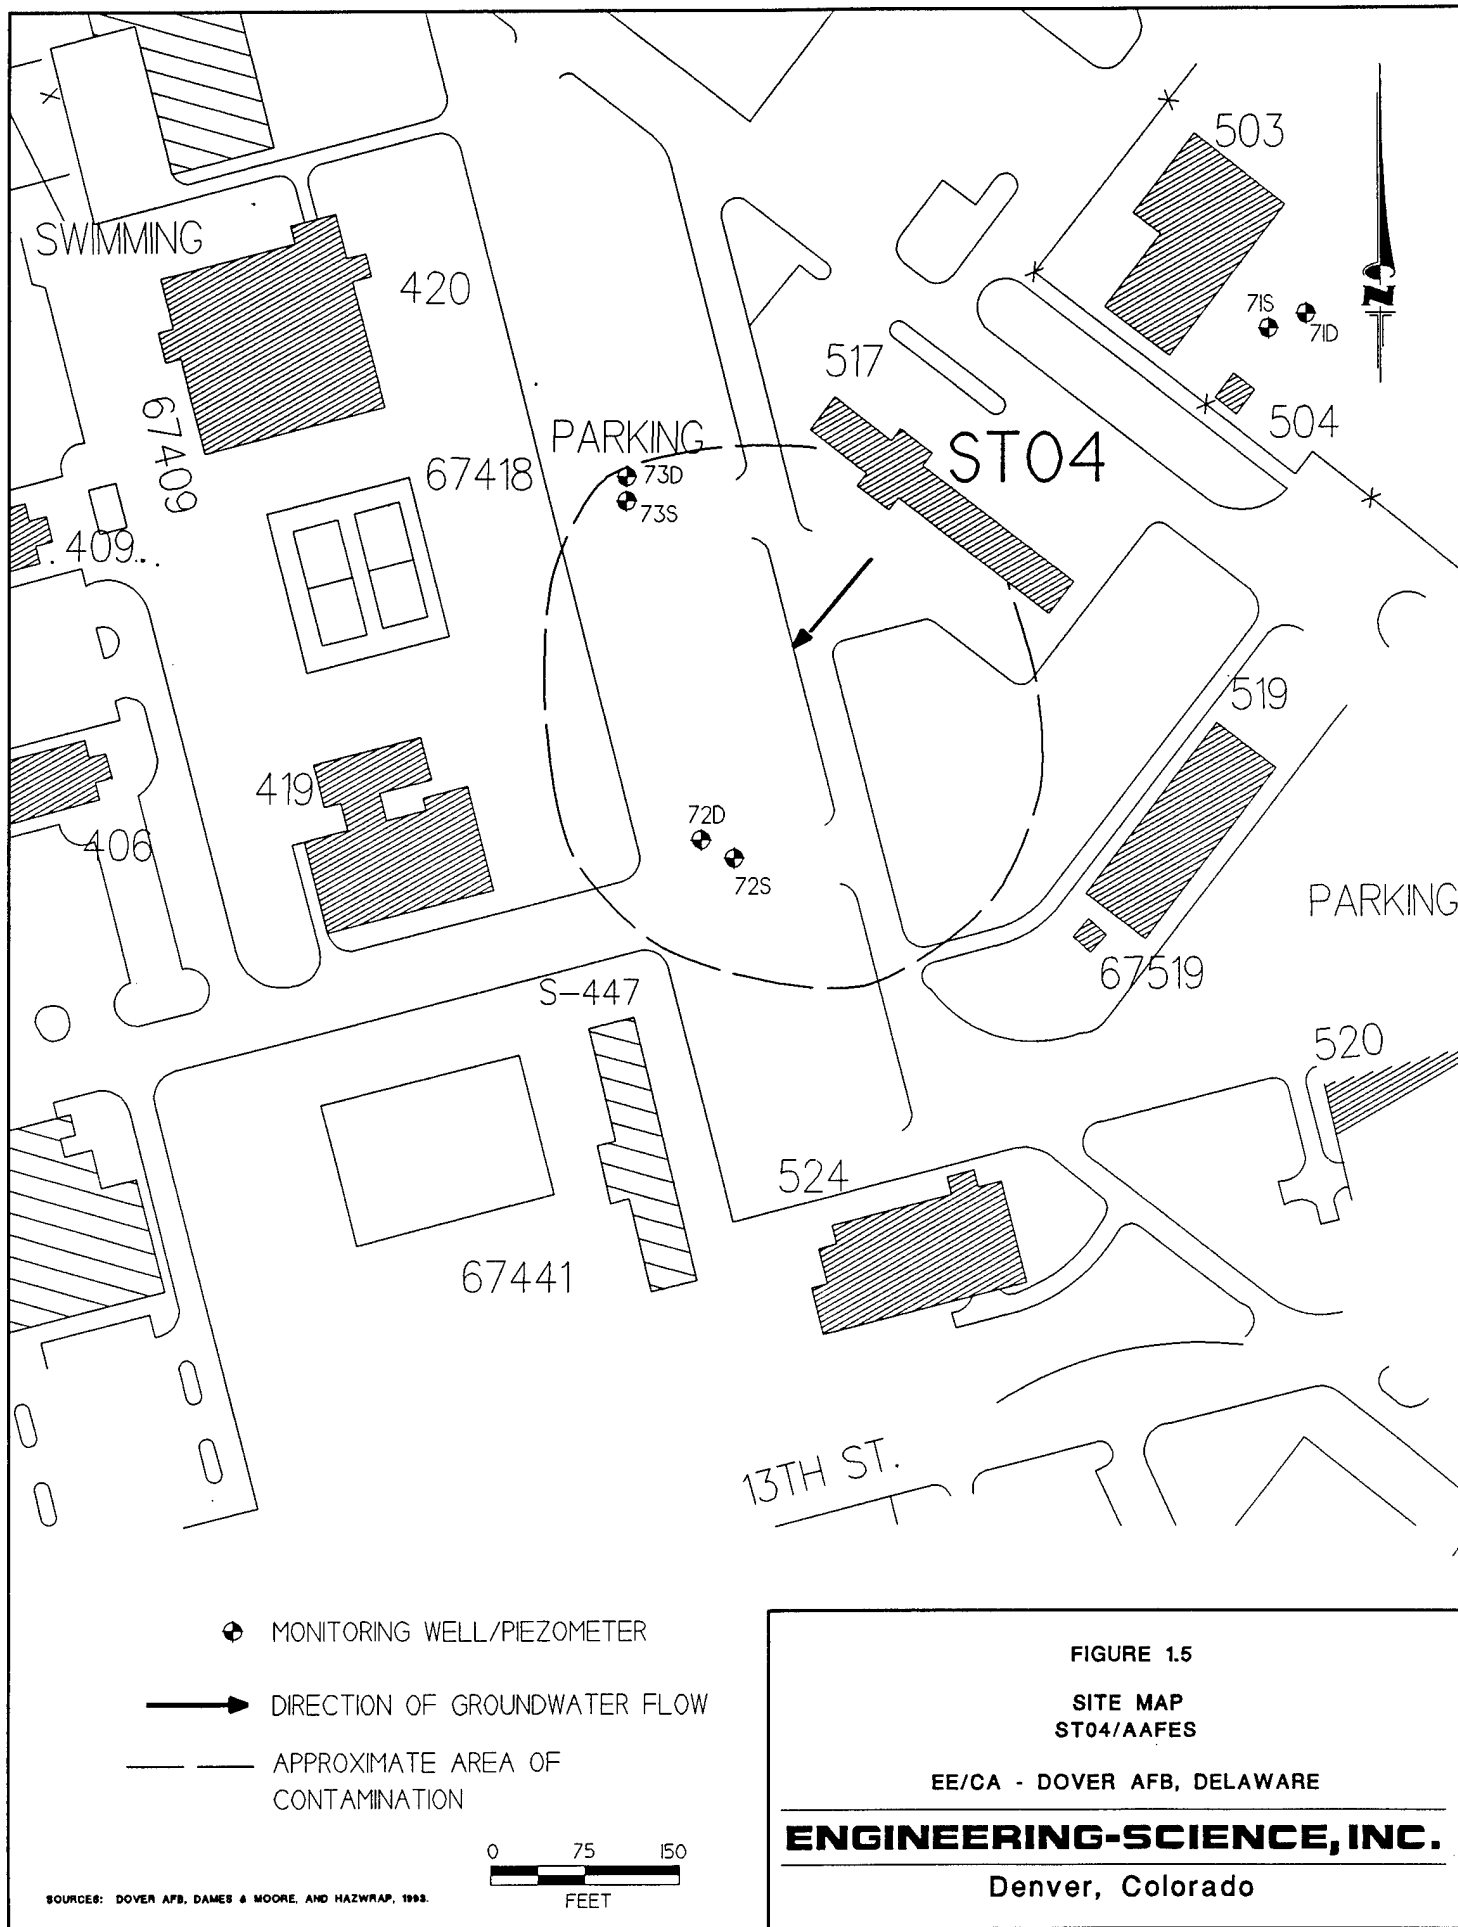 503
SWIMMING
420
71S
71D
N
517
504
67409
PARKING
ST04
67418
73D
73S
409
519
419
406
72D
72S
PARKING
67519
S-447
520
524
67441
13TH ST.
MONITORING WELL/PIEZOMETER
DIRECTION OF GROUNDWATER FLOW
APPROXIMATE AREA OF
CONTAMINATION
0 75 150
FEET
SOURCES: DOVER AFB, DAMES & MOORE, AND HAZWRAP, 1993.
FIGURE 1.5
SITE MAP
ST04/AAFES
EE/CA - DOVER AFB, DELAWARE
ENGINEERING-SCIENCE, INC.
Denver, Colorado